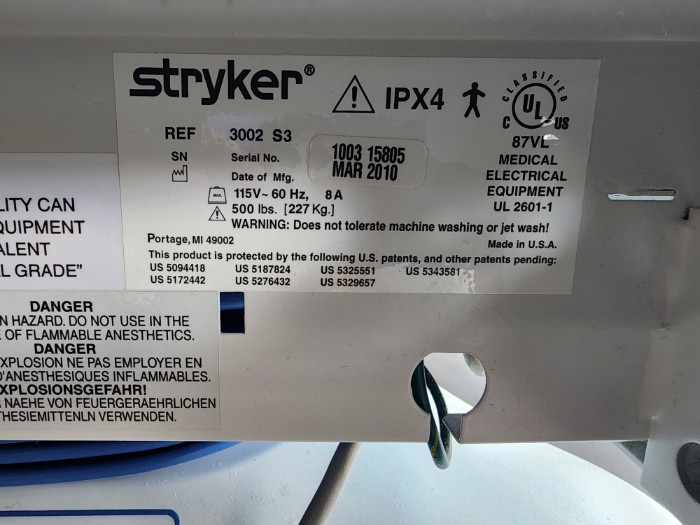 stryker®
IPX4
CLASSIFIED
UL®
C US
REF 3002 S3
87VL
SN Serial No. 1003 15805
MEDICAL
Date of Mfg. MAR 2010
ELECTRICAL
115V~ 60 Hz, 8 A
EQUIPMENT
500 lbs. [227 Kg.]
UL 2601-1
WARNING: Does not tolerate machine washing or jet wash!
Portage, MI 49002
Made in U.S.A.
This product is protected by the following U.S. patents, and other patents pending:
US 5094418 US 5187824 US 5325551 US 5343581
US 5172442 US 5276432 US 5329657
LITY CAN
QUIPMENT
ALENT
L GRADE”
DANGER
N HAZARD. DO NOT USE IN THE
OF FLAMMABLE ANESTHETICS.
DANGER
XPLOSION NE PAS EMPLOYER EN
D'ANESTHESIQUES INFLAMMABLES.
XPLOSIONSGEFAHR!
NAEHE VON FEUERGERAEHRLICHEN
THESIEMITTENLN VERWENDEN.